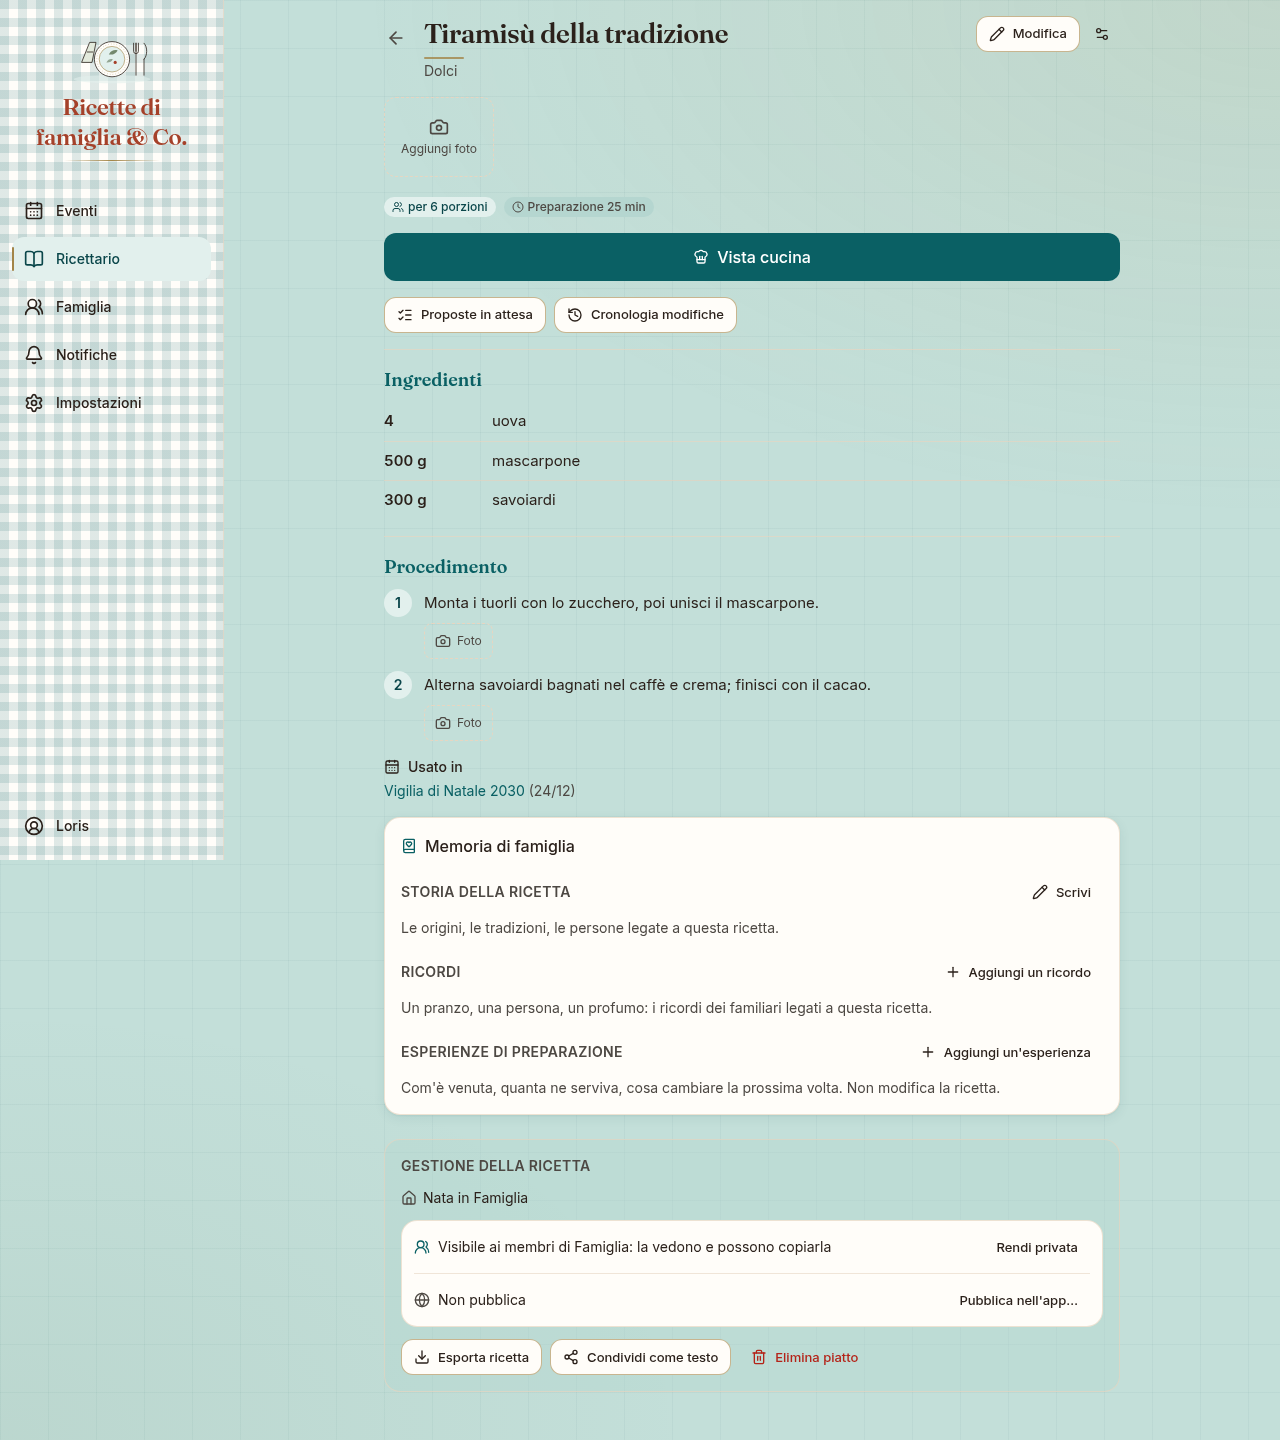 Ricette di
famiglia & Co.
Eventi
Ricettario
Famiglia
Notifiche
Impostazioni
Loris
Tiramisù della tradizione
Dolci
Modifica
Aggiungi foto
per 6 porzioni
Preparazione 25 min
Vista cucina
Proposte in attesa
Cronologia modifiche
Ingredienti
4 uova
500 g mascarpone
300 g savoiardi
Procedimento
1 Monta i tuorli con lo zucchero, poi unisci il mascarpone.
Foto
2 Alterna savoiardi bagnati nel caffè e crema; finisci con il cacao.
Foto
Usato in
Vigilia di Natale 2030 (24/12)
Memoria di famiglia
STORIA DELLA RICETTA
Scrivi
Le origini, le tradizioni, le persone legate a questa ricetta.
RICORDI
Aggiungi un ricordo
Un pranzo, una persona, un profumo: i ricordi dei familiari legati a questa ricetta.
ESPERIENZE DI PREPARAZIONE
Aggiungi un'esperienza
Com'è venuta, quanta ne serviva, cosa cambiare la prossima volta. Non modifica la ricetta.
GESTIONE DELLA RICETTA
Nata in Famiglia
Visibile ai membri di Famiglia: la vedono e possono copiarla
Rendi privata
Non pubblica
Pubblica nell'app...
Esporta ricetta
Condividi come testo
Elimina piatto